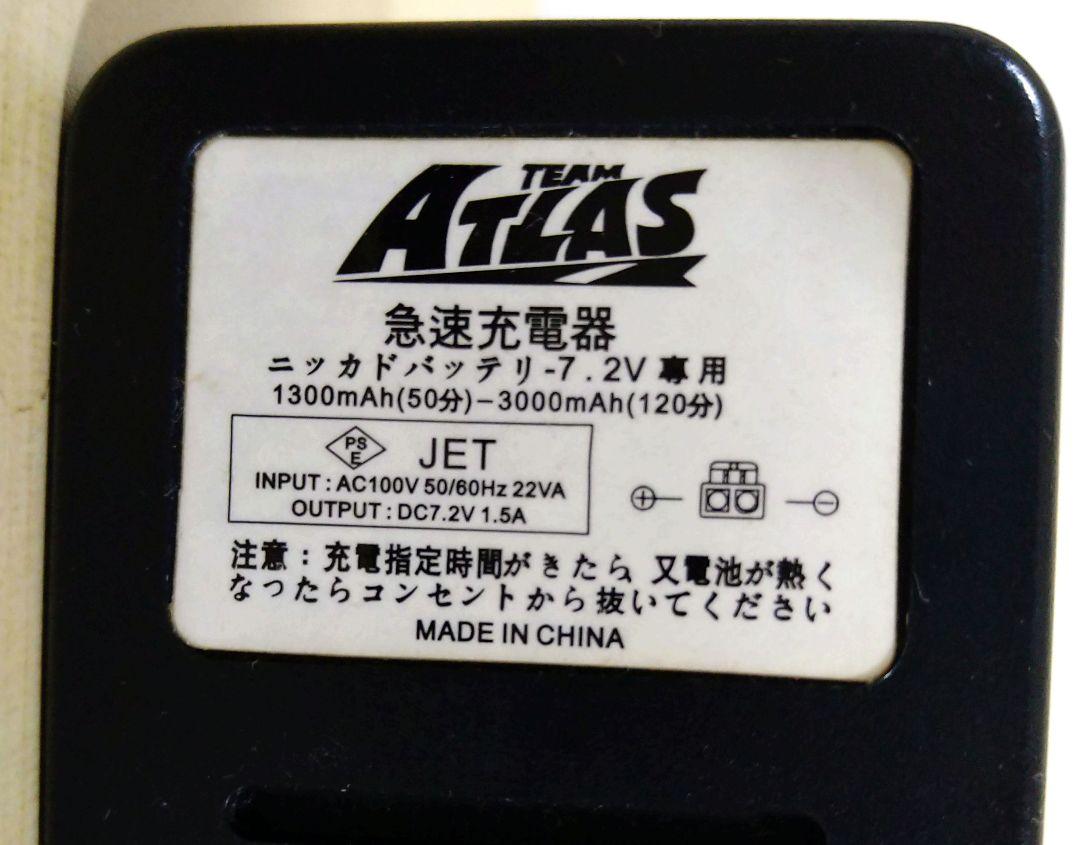 TEAM
ATLAS
急速充電器
ニッカドバッテリ-7.2V専用
1300mAh(50分)-3000mAh(120分)
PS
E
JET
INPUT:AC100V 50/60Hz 22VA
OUTPUT:DC7.2V 1.5A
+ -
注意:充電指定時間がきたら、又電池が熱く
なったらコンセントから抜いてください
MADE IN CHINA